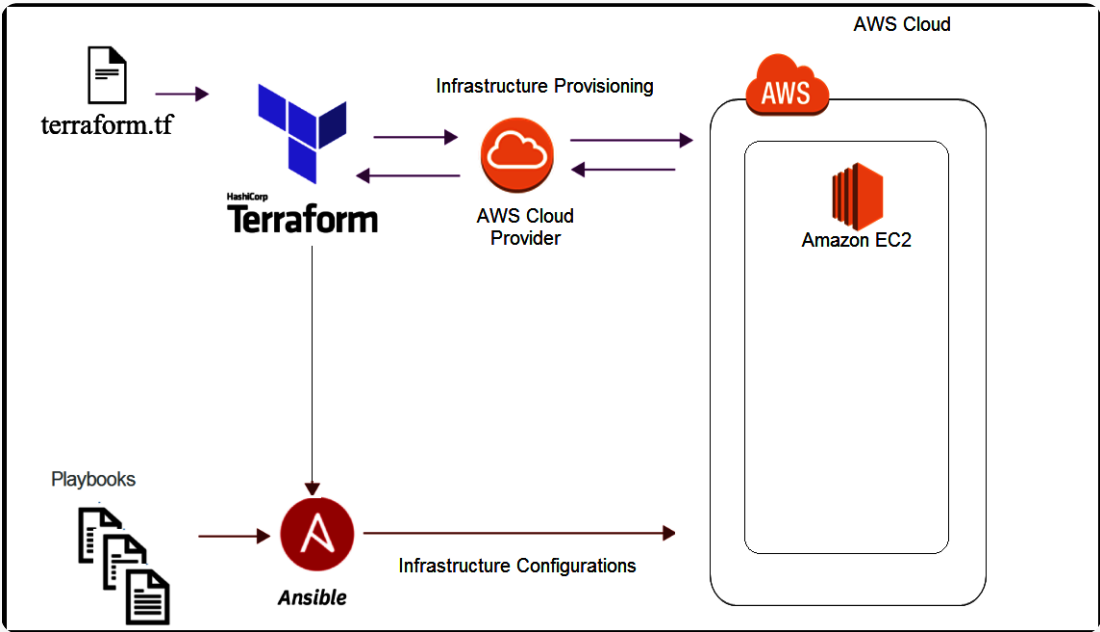 AWS Cloud
terraform.tf
Infrastructure Provisioning
AWS
HashiCorp
Terraform
AWS Cloud
Provider
Amazon EC2
Playbooks
Infrastructure Configurations
Ansible